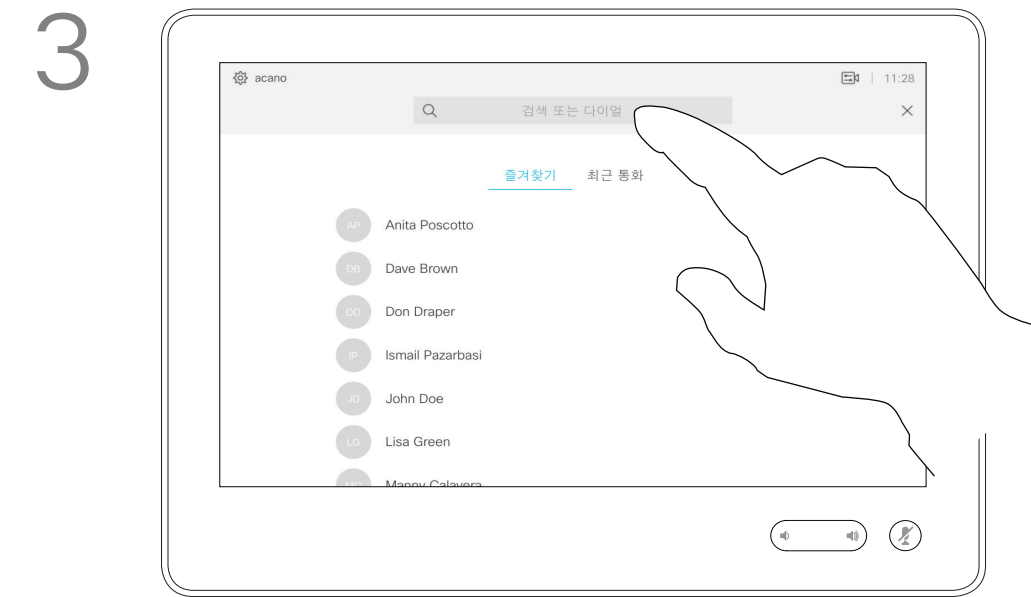 3
acano
11:28
검색 또는 다이얼
즐겨찾기 최근 통화
AP Anita Poscotto
DB Dave Brown
DD Don Draper
IP Ismail Pazarbasi
JD John Doe
LG Lisa Green
MC Manny Calavera